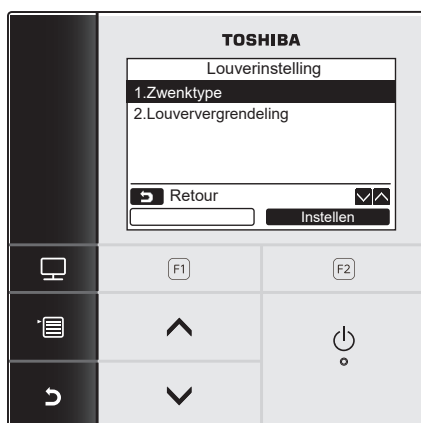 TOSHIBA
Louverinstelling
1.Zwenktype
2.Louververgrendeling
Retour
Instellen
F1
F2